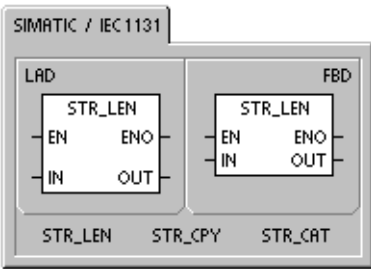 SIMATIC / IEC1131
LAD FBD
STR_LEN STR_LEN
EN ENO EN ENO
IN OUT IN OUT
STR_LEN STR_CPY STR_CAT